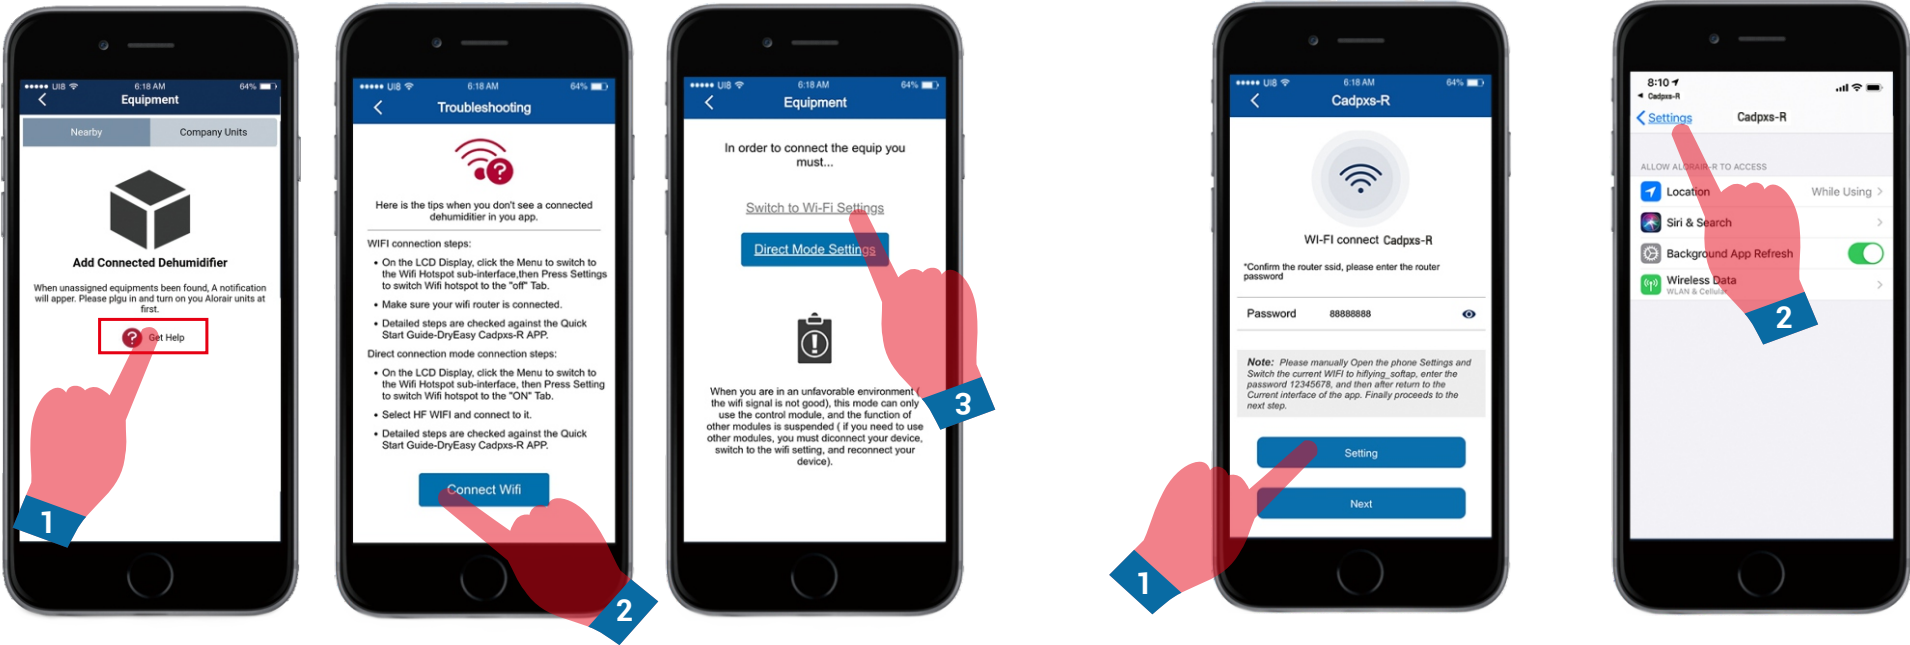 UI8 6:18 AM 64%
Equipment
Nearby Company Units
Add Connected Dehumidifier
When unassigned equipments been found, A notification
will apper. Please plgu in and turn on you Alorair units at
first.
? Get Help
1
UI8 6:18 AM 64%
Troubleshooting
?
Here is the tips when you don't see a connected
dehumiditier in you app.
WIFI connection steps:
• On the LCD Display, click the Menu to switch to
the Wifi Hotspot sub-interface,then Press Settings
to switch Wifi hotspot to the "off" Tab.
• Make sure your wifi router is connected.
• Detailed steps are checked against the Quick
Start Guide-DryEasy Cadpxs-R APP.
Direct connection mode connection steps:
• On the LCD Display, click the Menu to switch to
the Wifi Hotspot sub-interface, then Press Setting
to switch Wifi hotspot to the "ON" Tab.
• Select HF WIFI and connect to it.
• Detailed steps are checked against the Quick
Start Guide-DryEasy Cadpxs-R APP.
Connect Wifi
2
UI8 6:18 AM 64%
Equipment
In order to connect the equip you
must...
Switch to Wi-Fi Settings
Direct Mode Settings
When you are in an unfavorable environment (
the wifi signal is not good), this mode can only
use the control module, and the function of
other modules is suspended ( if you need to use
other modules, you must diconnect your device,
switch to the wifi setting, and reconnect your
device).
3
UI8 6:18 AM 64%
Cadpxs-R
WI-FI connect Cadpxs-R
*Confirm the router ssid, please enter the router
password
Password 88888888
Note: Please manually Open the phone Settings and
Switch the current WIFI to hiflying_softap, enter the
password 12345678, and then after return to the
Current interface of the app. Finally proceeds to the
next step.
Setting
Next
1
8:10
Cadpxs-R
Settings Cadpxs-R
ALLOW ALORAIR-R TO ACCESS
Location While Using
Siri & Search
Background App Refresh
Wireless Data
WLAN & Cellular
2